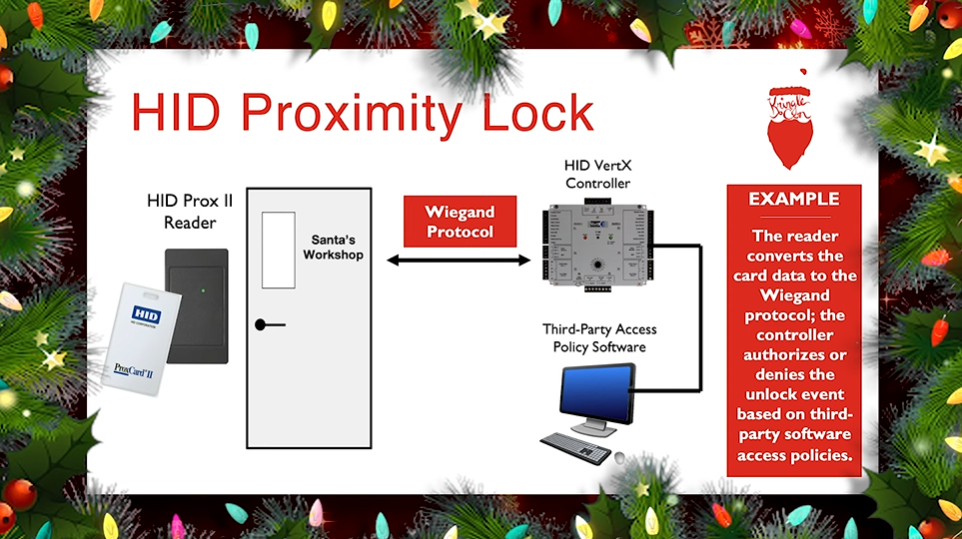 HID Proximity Lock
Kringle
Con
HID Prox II
Reader
HID
ProxCard II
Santa's
Workshop
Wiegand
Protocol
HID VertX
Controller
Third-Party Access
Policy Software
EXAMPLE
The reader
converts the
card data to the
Wiegand
protocol; the
controller
authorizes or
denies the
unlock event
based on third-
party software
access policies.